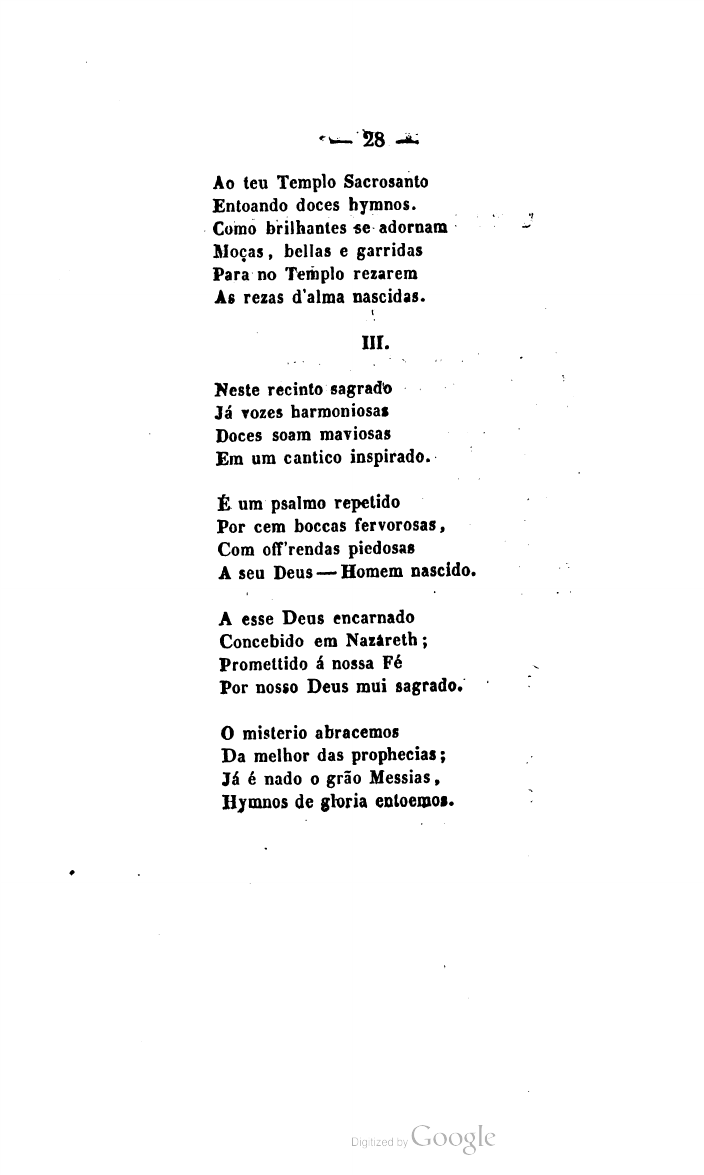 — 28 —
Ao teu Templo Sacrosanto
Entoando doces hymnos.
Como brilhantes se adornam
Moças, bellas e garridas
Para no Templo rezarem
As rezas d'alma nascidas.
III.
Neste recinto sagrado
Já vozes harmoniosas
Doces soam maviosas
Em um cantico inspirado.
É um psalmo repetido
Por cem boccas fervorosas,
Com off'rendas piedosas
A seu Deus — Homem nascido.
A esse Deus encarnado
Concebido em Nazareth;
Promettido á nossa Fé
Por nosso Deus mui sagrado.
O misterio abracemos
Da melhor das prophecias;
Já é nado o grão Messias,
Hymnos de gloria entoemos.
Digitized by Google